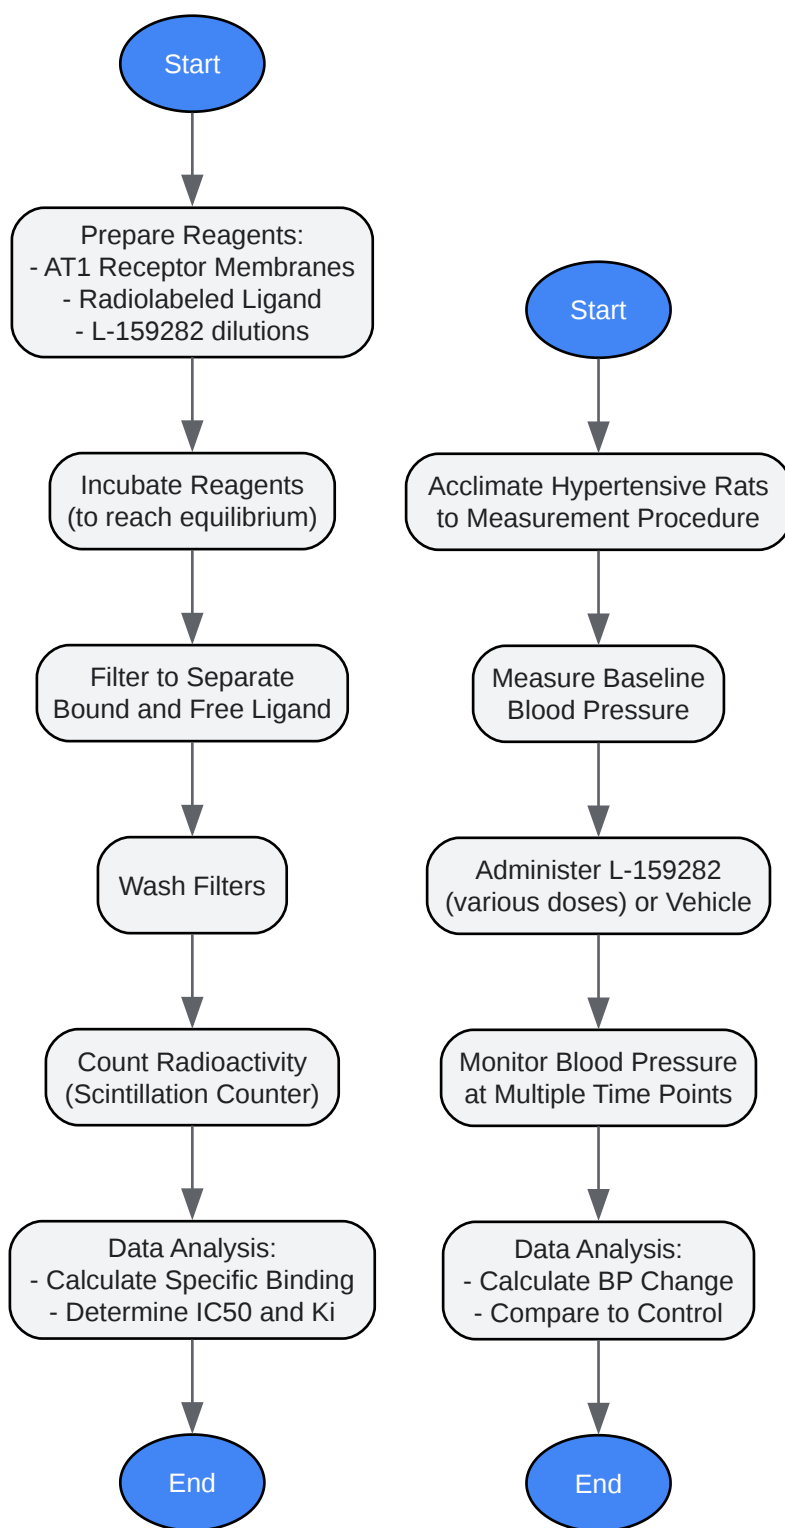 Start
Prepare Reagents:
- AT1 Receptor Membranes
- Radiolabeled Ligand
- L-159282 dilutions
Incubate Reagents
(to reach equilibrium)
Filter to Separate
Bound and Free Ligand
Wash Filters
Count Radioactivity
(Scintillation Counter)
Data Analysis:
- Calculate Specific Binding
- Determine IC50 and Ki
End
Start
Acclimate Hypertensive Rats
to Measurement Procedure
Measure Baseline
Blood Pressure
Administer L-159282
(various doses) or Vehicle
Monitor Blood Pressure
at Multiple Time Points
Data Analysis:
- Calculate BP Change
- Compare to Control
End